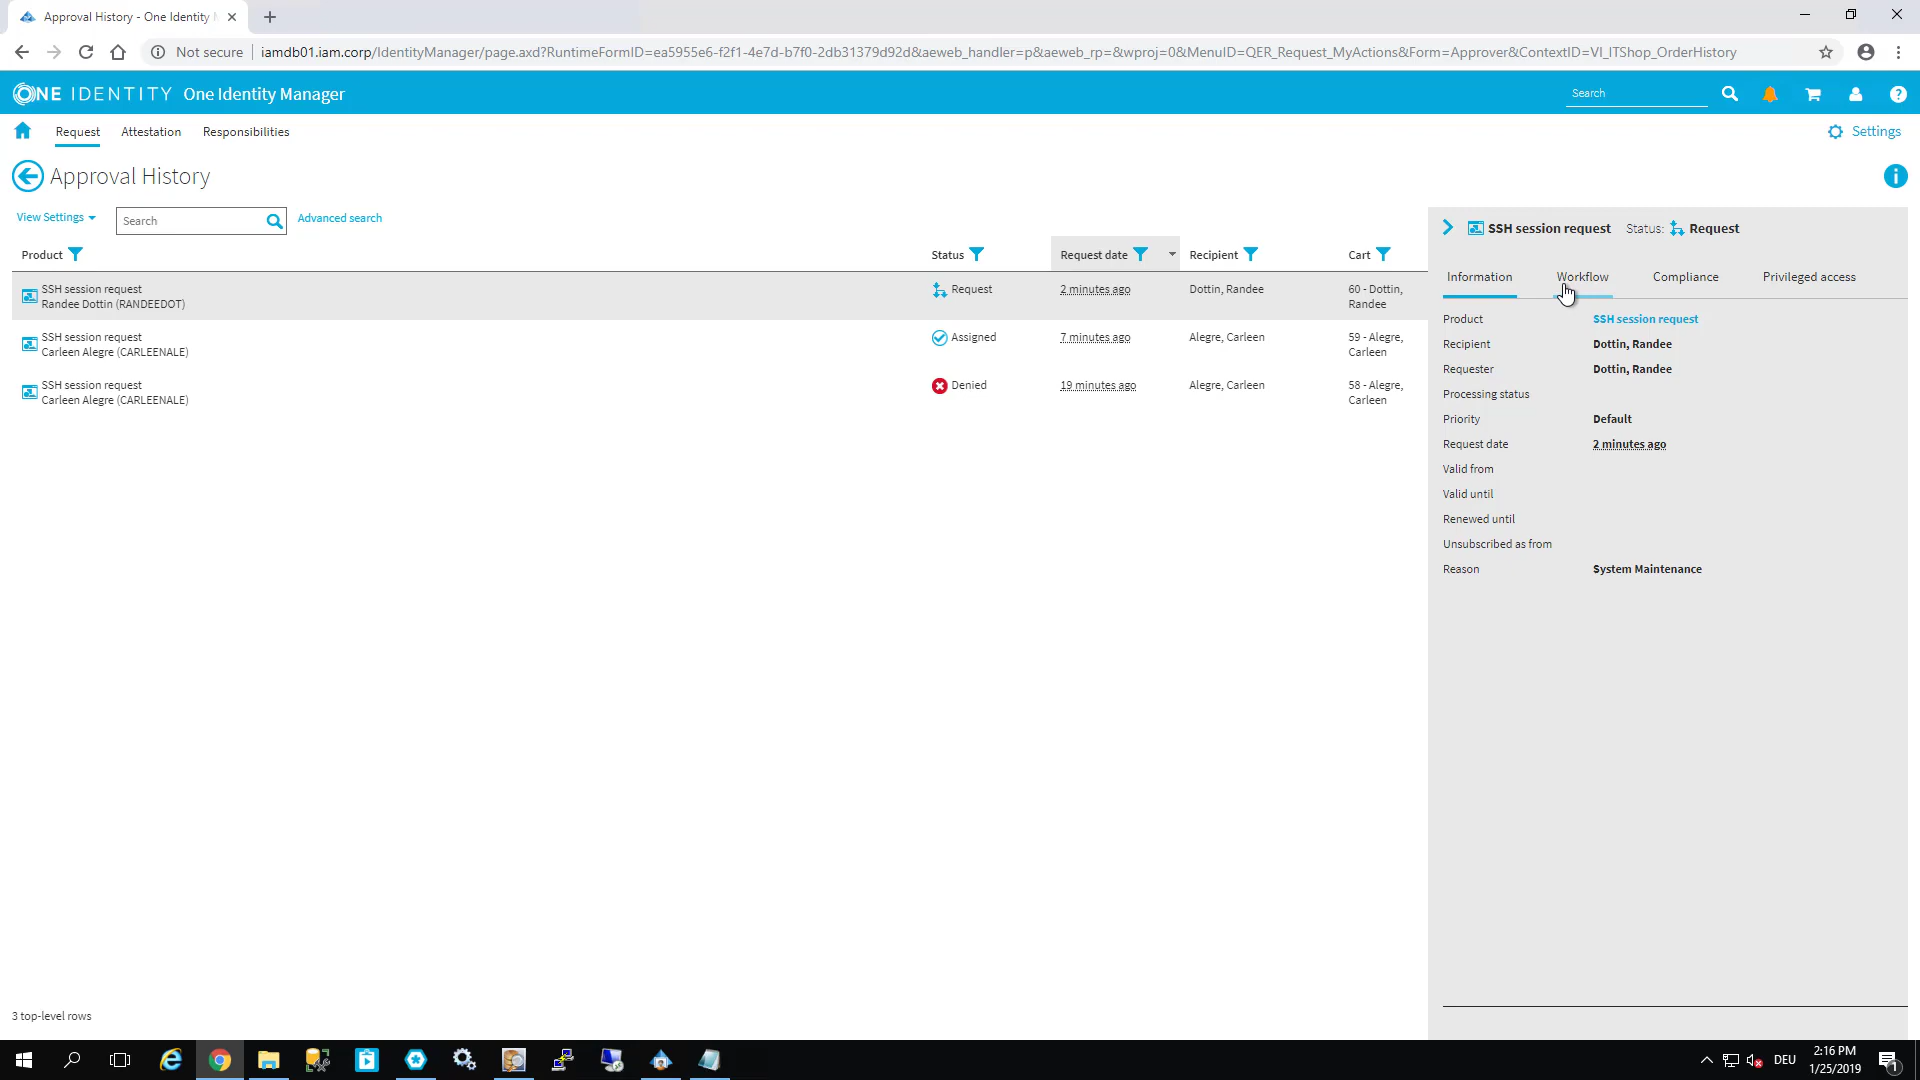 Approval History - One Identity M
Not secure
iamdb01.iam.corp/IdentityManager/page.axd?RuntimeFormID=ea5955e6-f2f1-4e7d-b7f0-2db31379d92d&aeweb_handler=p&aeweb_rp=&wproj=0&MenuID=QER_Request_MyActions&Form=Approver&ContextID=VI_ITShop_OrderHistory
ONE IDENTITY One Identity Manager
Search
Request Attestation Responsibilities
Settings
Approval History
View Settings
Search
Advanced search
Product Status Request date Recipient Cart
SSH session request Request 2 minutes ago Dottin, Randee 60 - Dottin,
Randee Dottin (RANDEEDOT) Randee
SSH session request Assigned 7 minutes ago Alegre, Carleen 59 - Alegre,
Carleen Alegre (CARLEENALE) Carleen
SSH session request Denied 19 minutes ago Alegre, Carleen 58 - Alegre,
Carleen Alegre (CARLEENALE) Carleen
3 top-level rows
SSH session request Status: Request
Information Workflow Compliance Privileged access
Product SSH session request
Recipient Dottin, Randee
Requester Dottin, Randee
Processing status
Priority Default
Request date 2 minutes ago
Valid from
Valid until
Renewed until
Unsubscribed as from
Reason System Maintenance
DEU
2:16 PM
1/25/2019
1